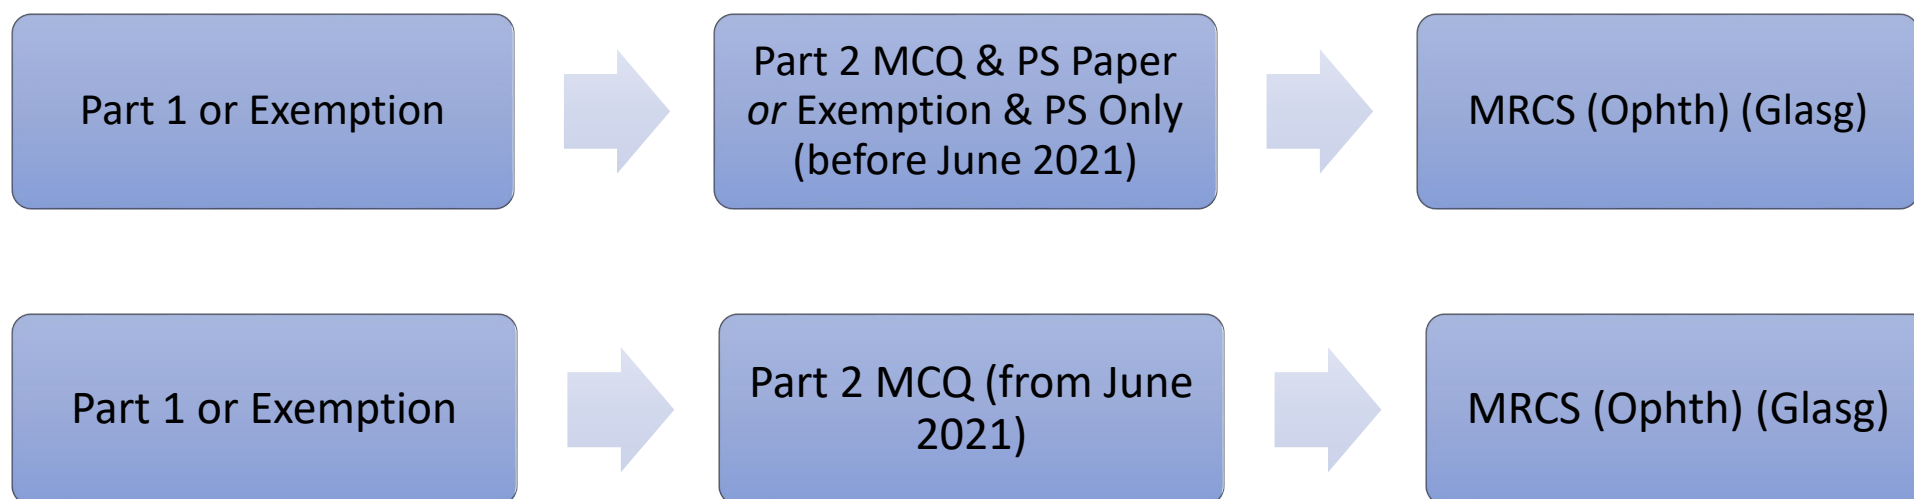 Part 1 or Exemption
Part 2 MCQ & PS Paper
or Exemption & PS Only
(before June 2021)
MRCS (Ophth) (Glasg)
Part 1 or Exemption
Part 2 MCQ (from June
2021)
MRCS (Ophth) (Glasg)